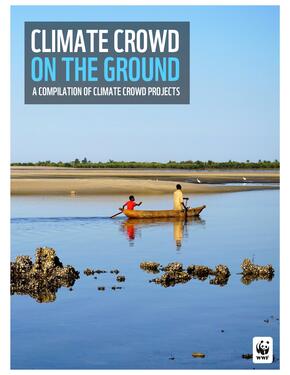 CLIMATE CROWD
ON THE GROUND
A COMPILATION OF CLIMATE CROWD PROJECTS
WWF